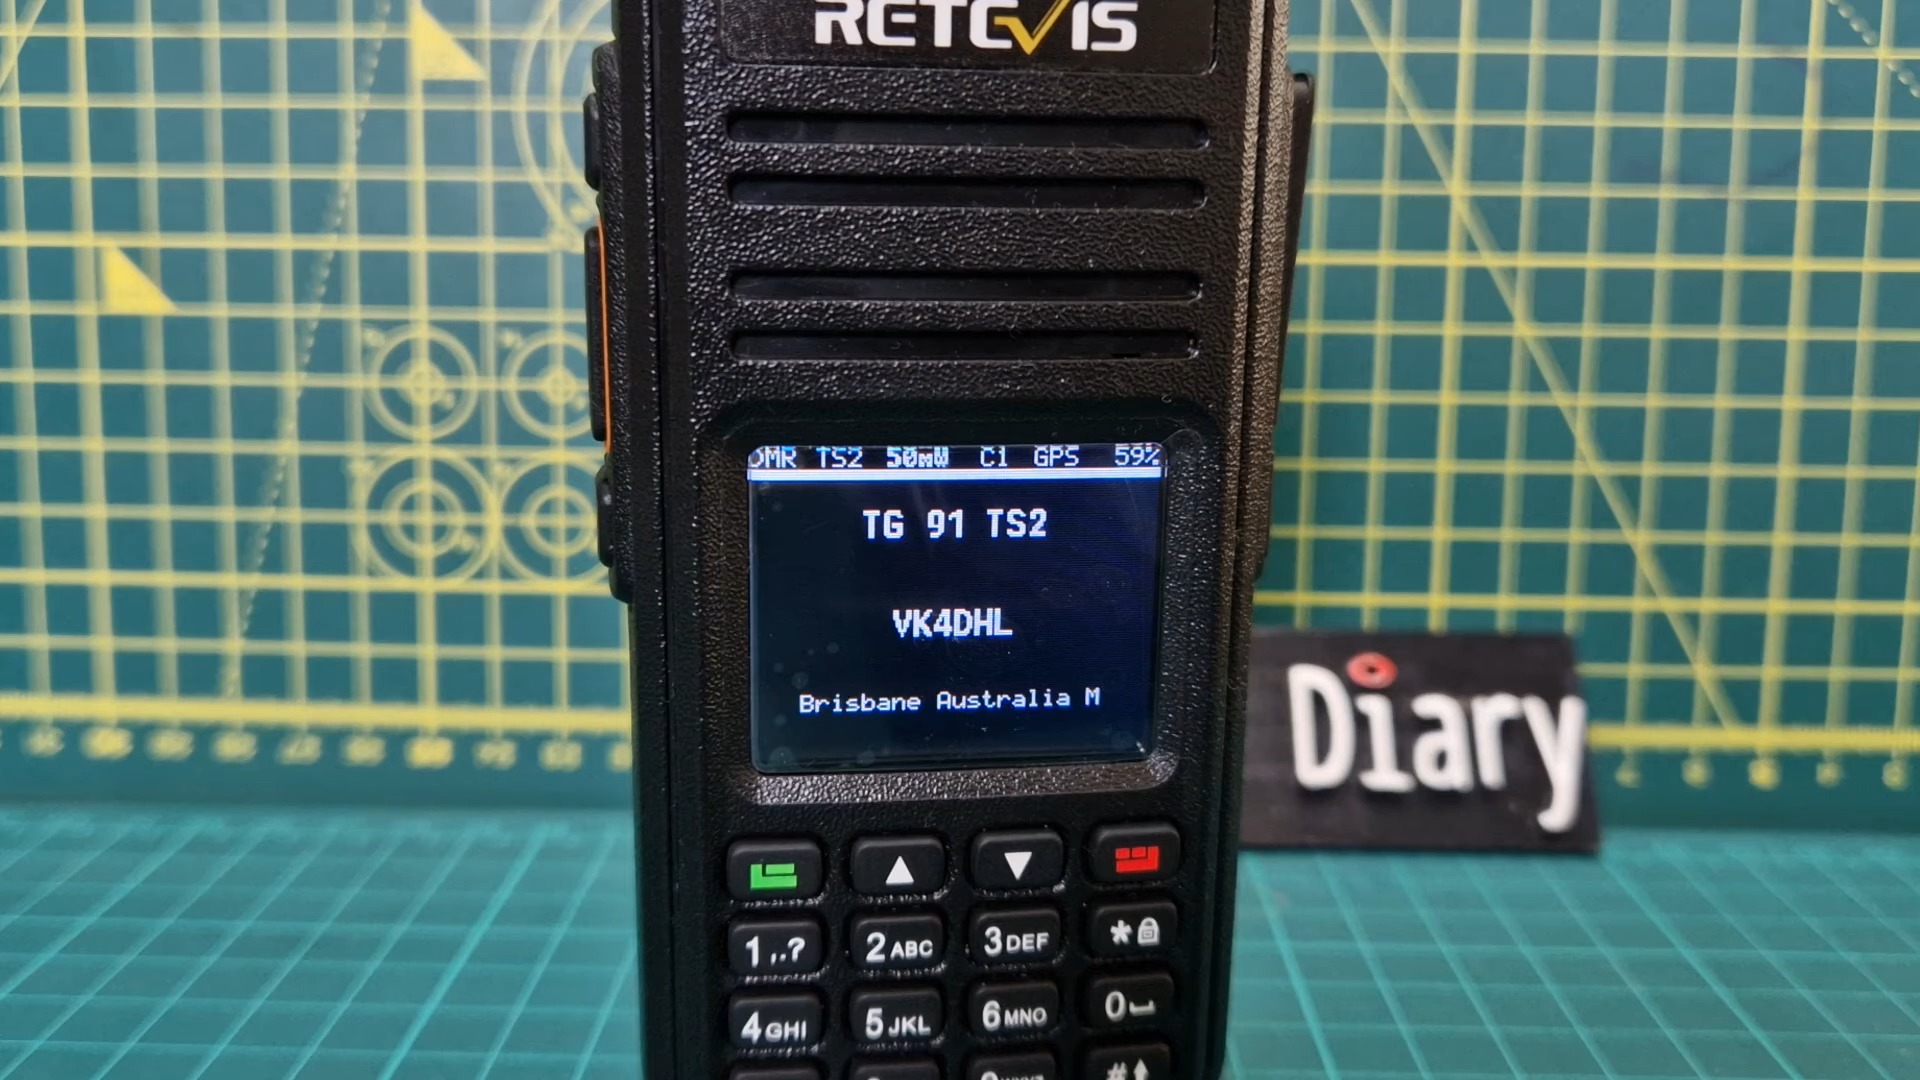 RETEVIS
DMR TS2 50mW C1 GPS 59%
TG 91 TS2
VK4DHL
Brisbane Australia M
Diary
1 ,.? 2 ABC 3 DEF *
4 GHI 5 JKL 6 MNO 0
#